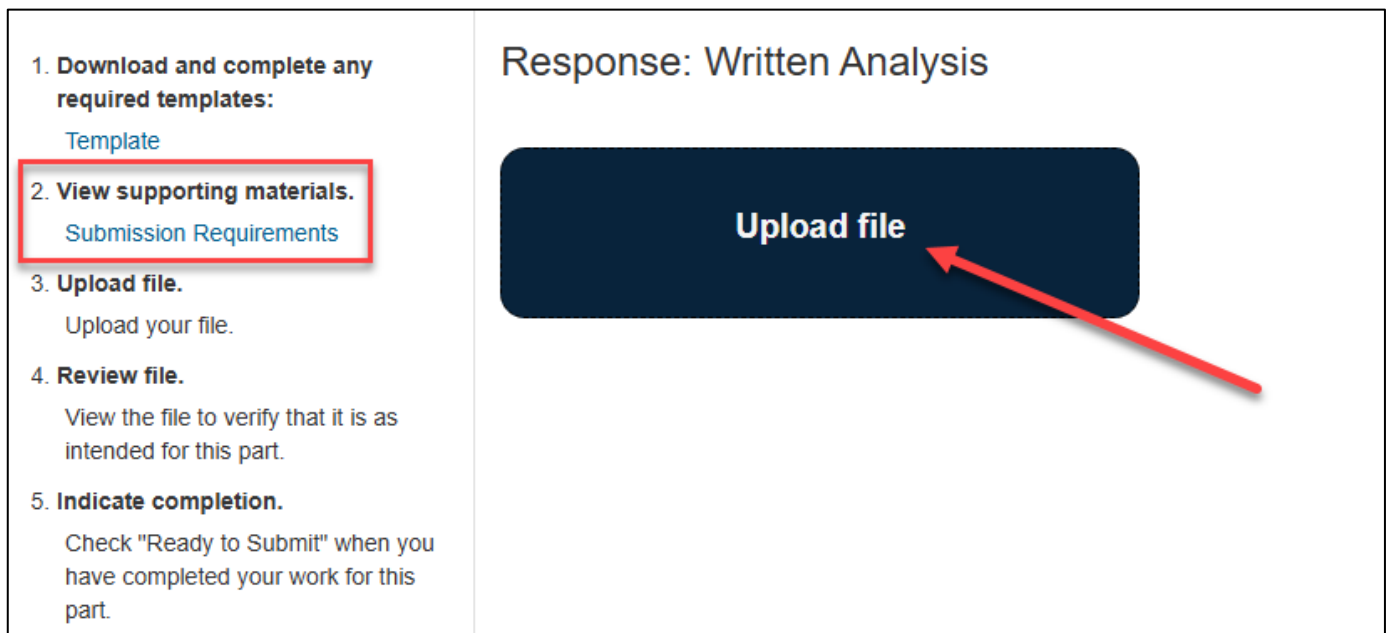 1. Download and complete any
required templates:
Template
2. View supporting materials.
Submission Requirements
3. Upload file.
Upload your file.
4. Review file.
View the file to verify that it is as
intended for this part.
5. Indicate completion.
Check "Ready to Submit" when you
have completed your work for this
part.
Response: Written Analysis
Upload file